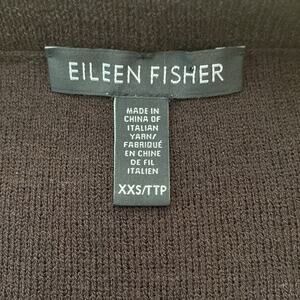 EILEEN FISHER
MADE IN
CHINA OF
ITALIAN
YARN/
FABRIQUÉ
EN CHINE
DE FIL
ITALIEN
XXS/TTP